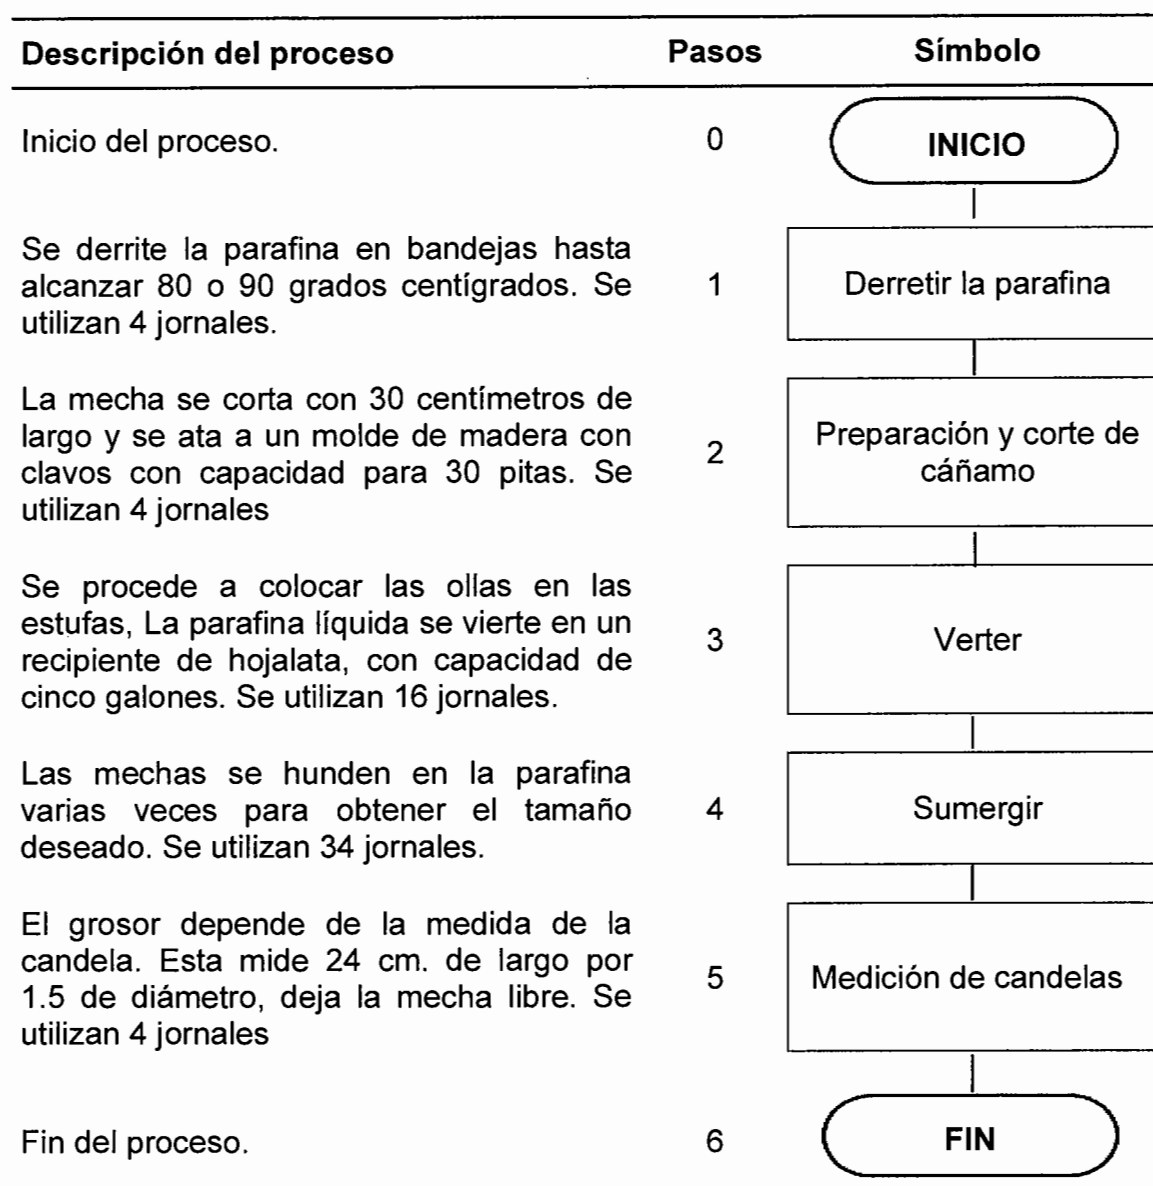 Descripción del proceso Pasos Símbolo
Inicio del proceso. 0 INICIO
Se derrite la parafina en bandejas hasta
alcanzar 80 o 90 grados centígrados. Se
utilizan 4 jornales.
1
Derretir la parafina
La mecha se corta con 30 centímetros de
largo y se ata a un molde de madera con
clavos con capacidad para 30 pitas. Se
utilizan 4 jornales
2
Preparación y corte de
cáñamo
Se procede a colocar las ollas en las
estufas, La parafina líquida se vierte en un
recipiente de hojalata, con capacidad de
cinco galones. Se utilizan 16 jornales.
3
Verter
Las mechas se hunden en la parafina
varias veces para obtener el tamaño
deseado. Se utilizan 34 jornales.
4
Sumergir
El grosor depende de la medida de la
candela. Esta mide 24 cm. de largo por
1.5 de diámetro, deja la mecha libre. Se
utilizan 4 jornales
5
Medición de candelas
Fin del proceso. 6 FIN